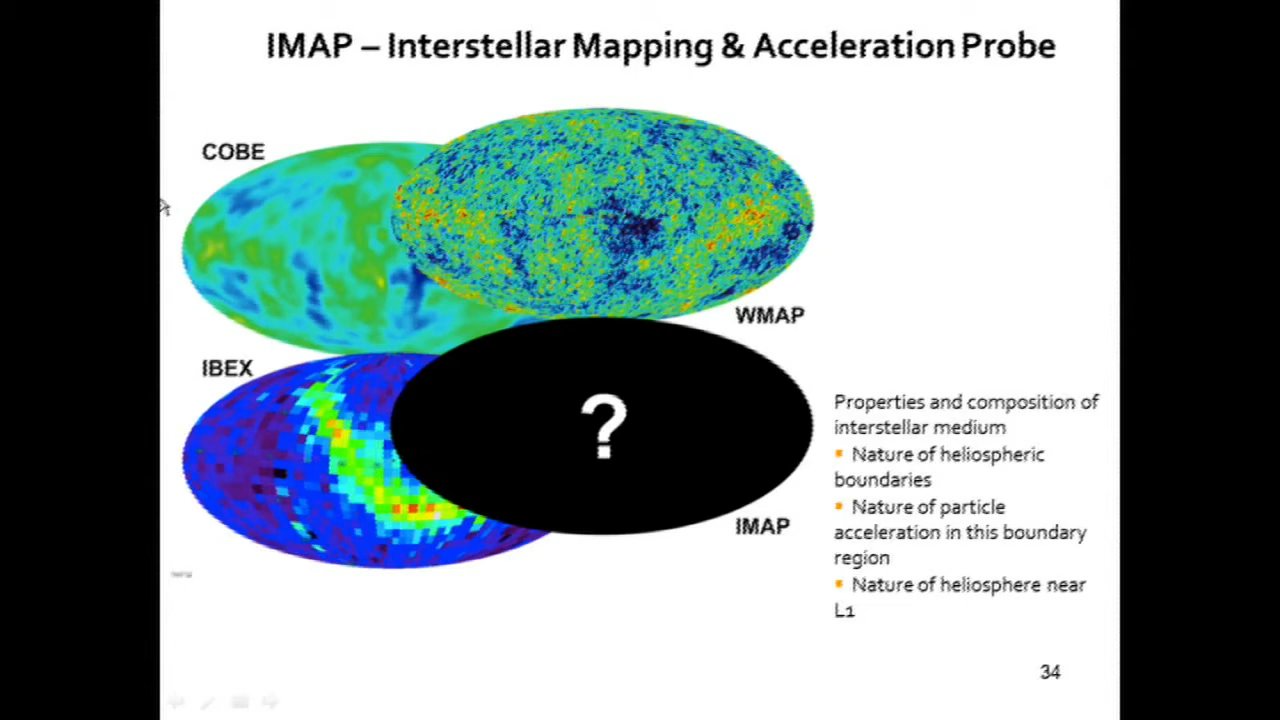 IMAP – Interstellar Mapping & Acceleration Probe
COBE
WMAP
IBEX
?
IMAP
Properties and composition of
interstellar medium
▪ Nature of heliospheric
boundaries
▪ Nature of particle
acceleration in this boundary
region
▪ Nature of heliosphere near
L1
34